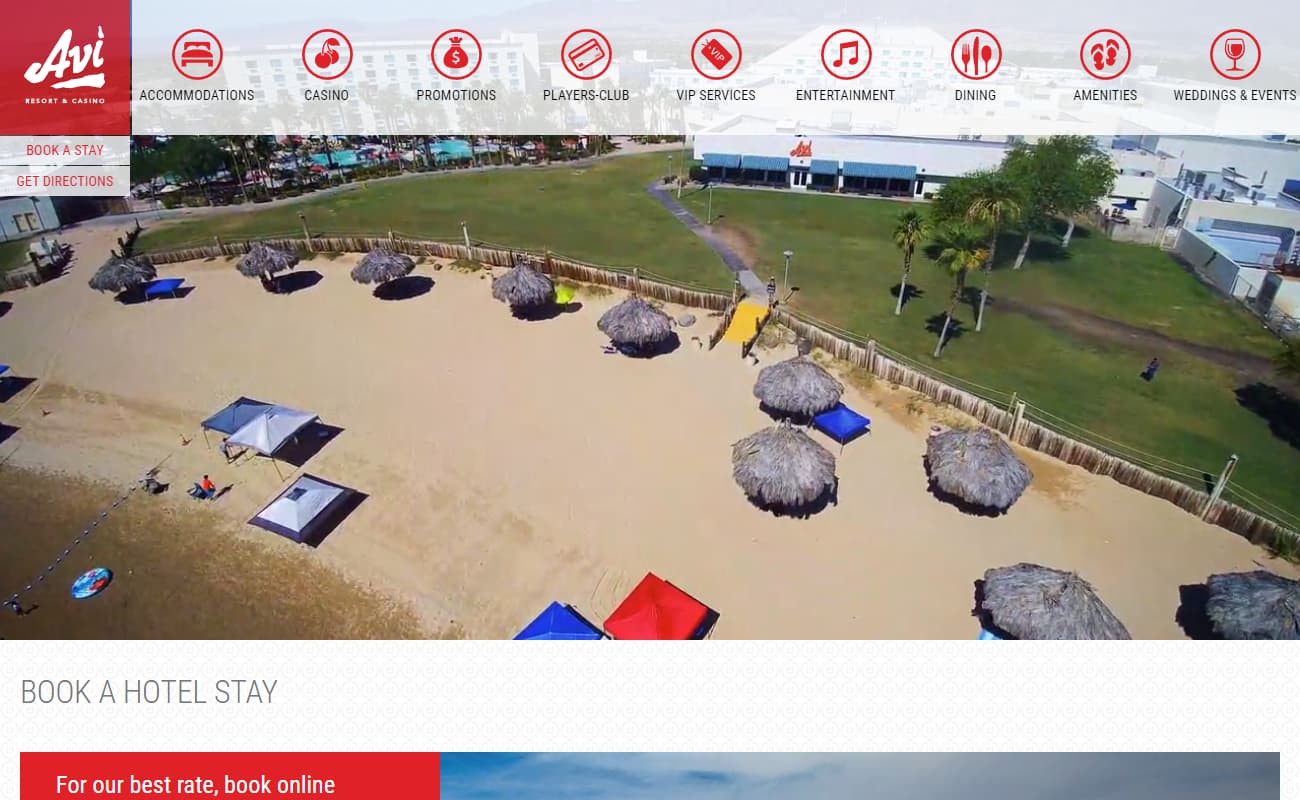 Avi
RESORT & CASINO
ACCOMMODATIONS
CASINO
$
PROMOTIONS
PLAYERS-CLUB
VIP
VIP SERVICES
ENTERTAINMENT
DINING
AMENITIES
WEDDINGS & EVENTS
BOOK A STAY
GET DIRECTIONS
Avi
BOOK A HOTEL STAY
For our best rate, book online